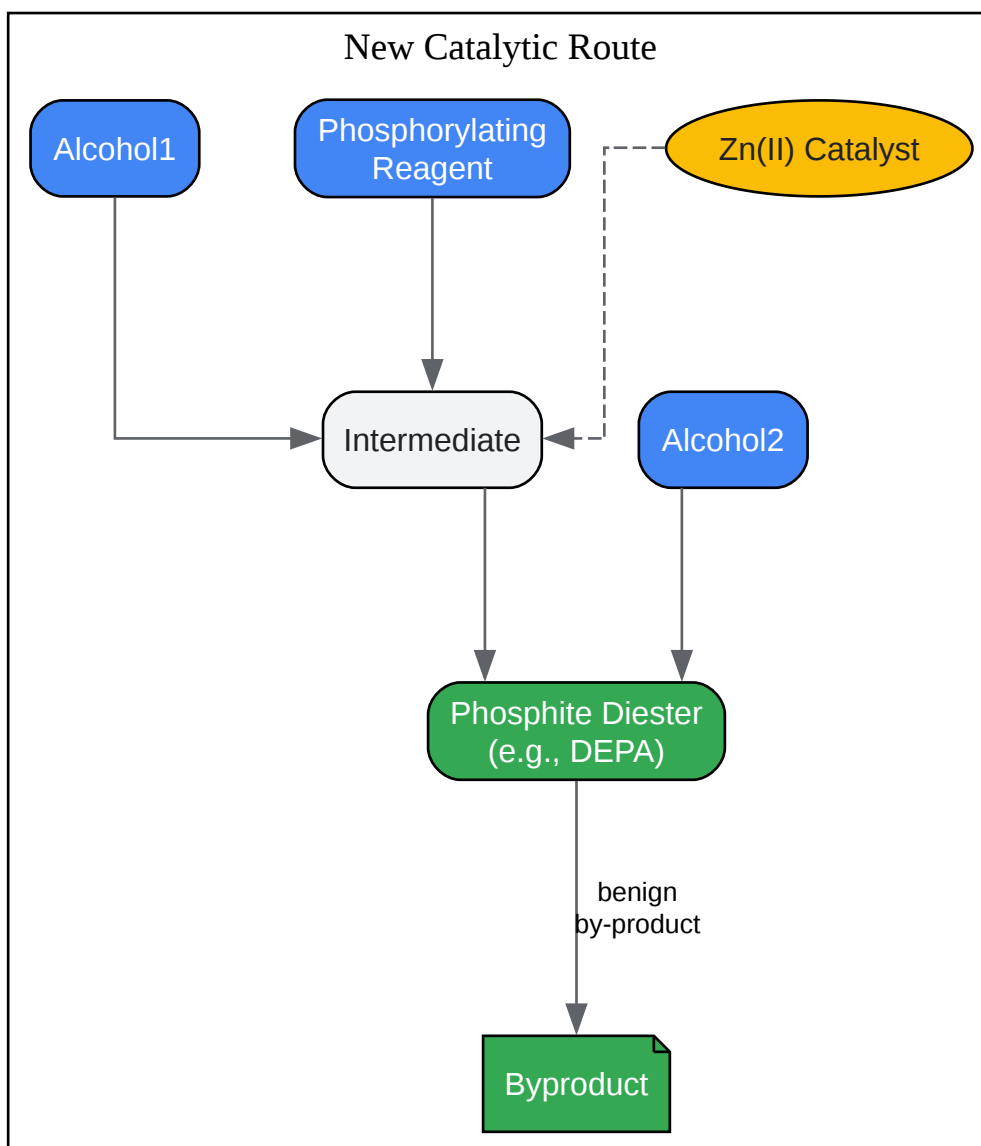 New Catalytic Route
Alcohol1
Phosphorylating
Reagent
Zn(II) Catalyst
Intermediate
Alcohol2
Phosphite Diester
(e.g., DEPA)
benign
by-product
Byproduct